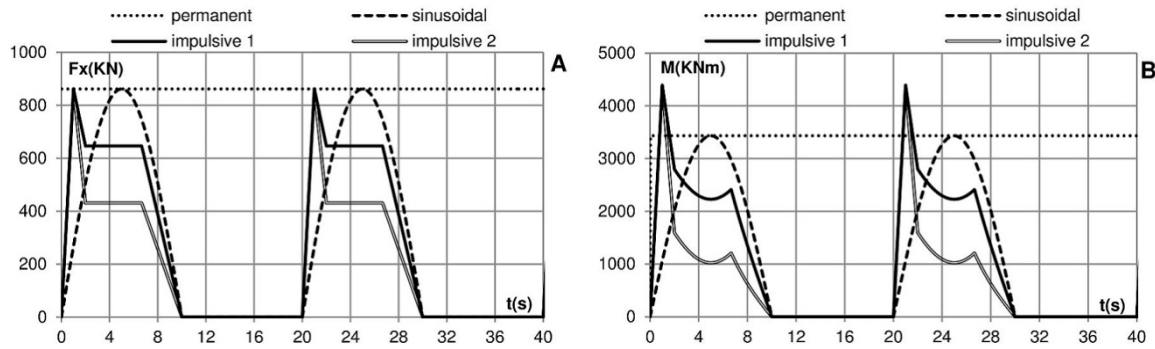 permanent sinusoidal
impulsive 1 impulsive 2
1000
Fx(KN)
A
800
600
400
200
0
t(s)
0 4 8 12 16 20 24 28 32 36 40
permanent sinusoidal
impulsive 1 impulsive 2
5000
M(KNm)
B
4000
3000
2000
1000
0
t(s)
0 4 8 12 16 20 24 28 32 36 40